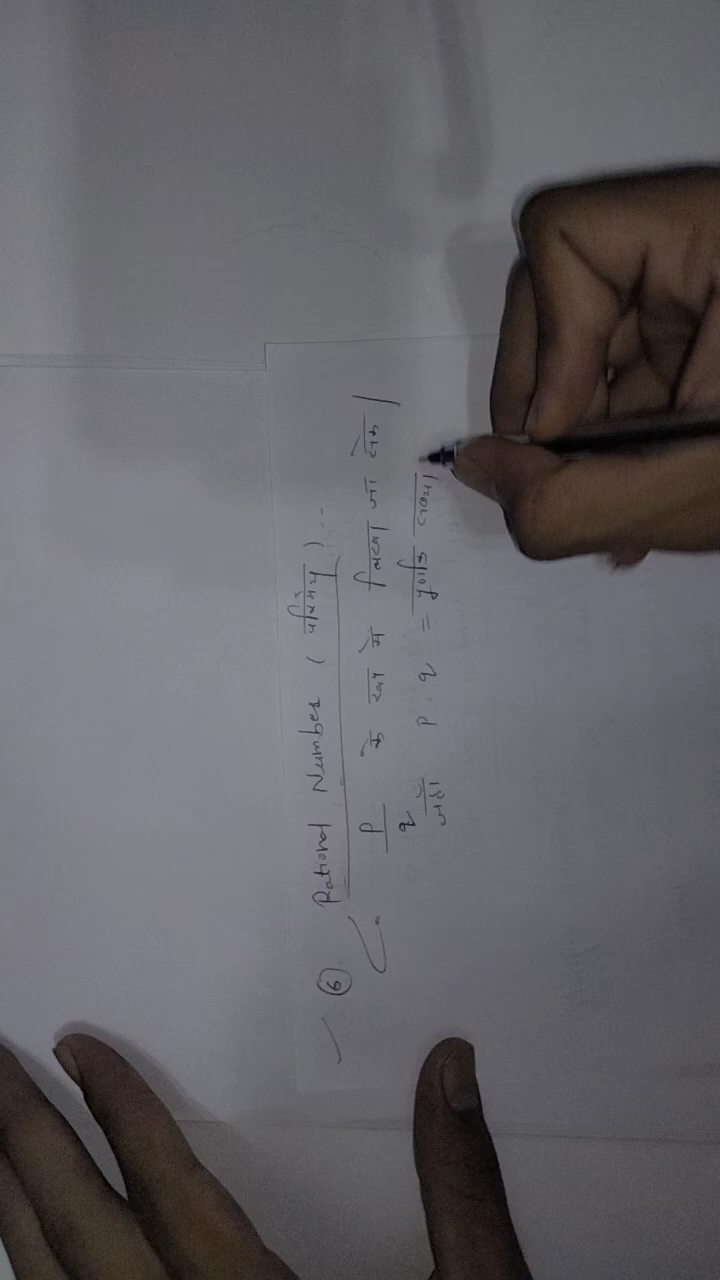 ⑥. Rational Number (परिमेय) --
p/q के रूप में लिखा जा सके |
जहाँ p. q = पूर्णांक संख्या